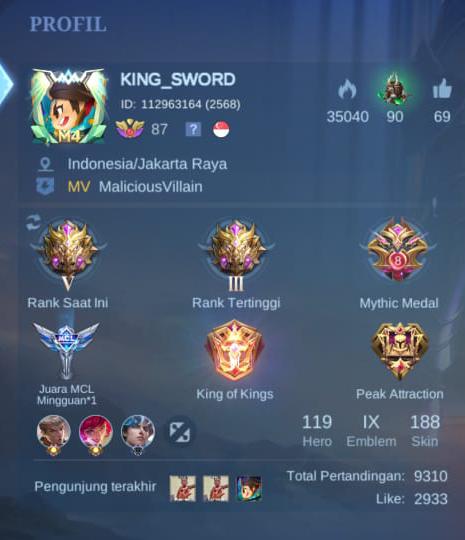 PROFIL
KING_SWORD
ID: 112963164 (2568)
M4
87
?
35040 90 69
Indonesia/Jakarta Raya
MV MaliciousVillain
V III 8
Rank Saat Ini Rank Tertinggi Mythic Medal
MCL
Juara MCL
Mingguan*1
King of Kings Peak Attraction
119 IX 188
Hero Emblem Skin
Pengunjung terakhir
Total Pertandingan: 9310
Like: 2933